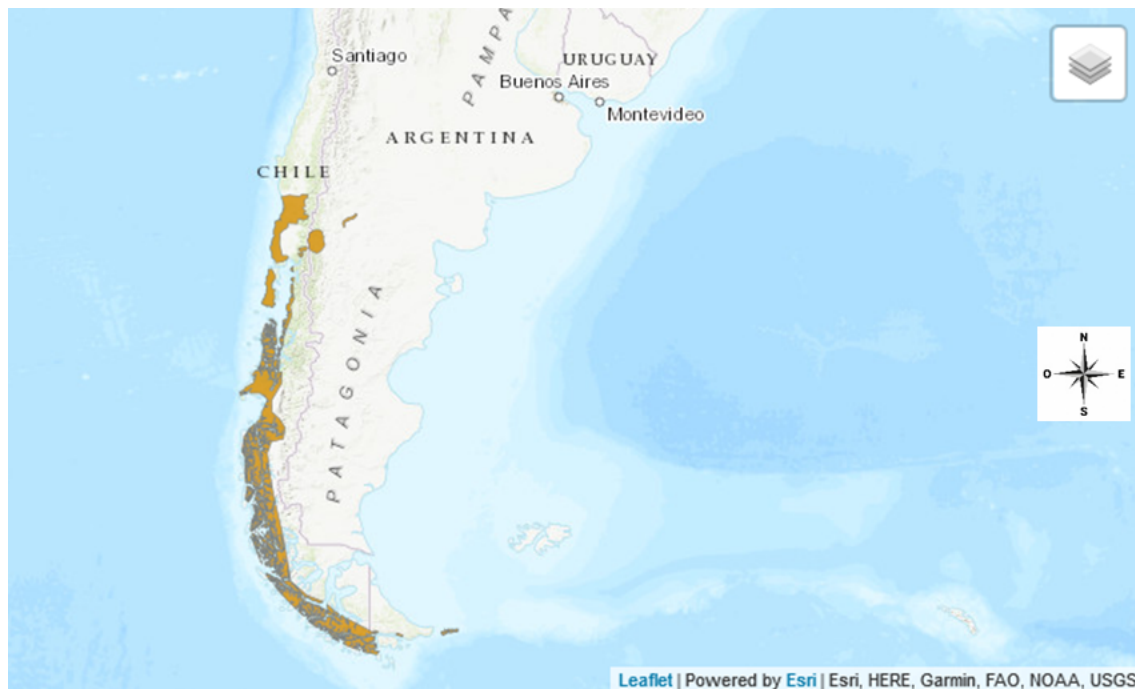 PAMPA
Santiago
URUGUAY
Buenos Aires
Montevideo
ARGENTINA
CHILE
PATAGONIA
N
O E
S
Leaflet | Powered by Esri | Esri, HERE, Garmin, FAO, NOAA, USGS